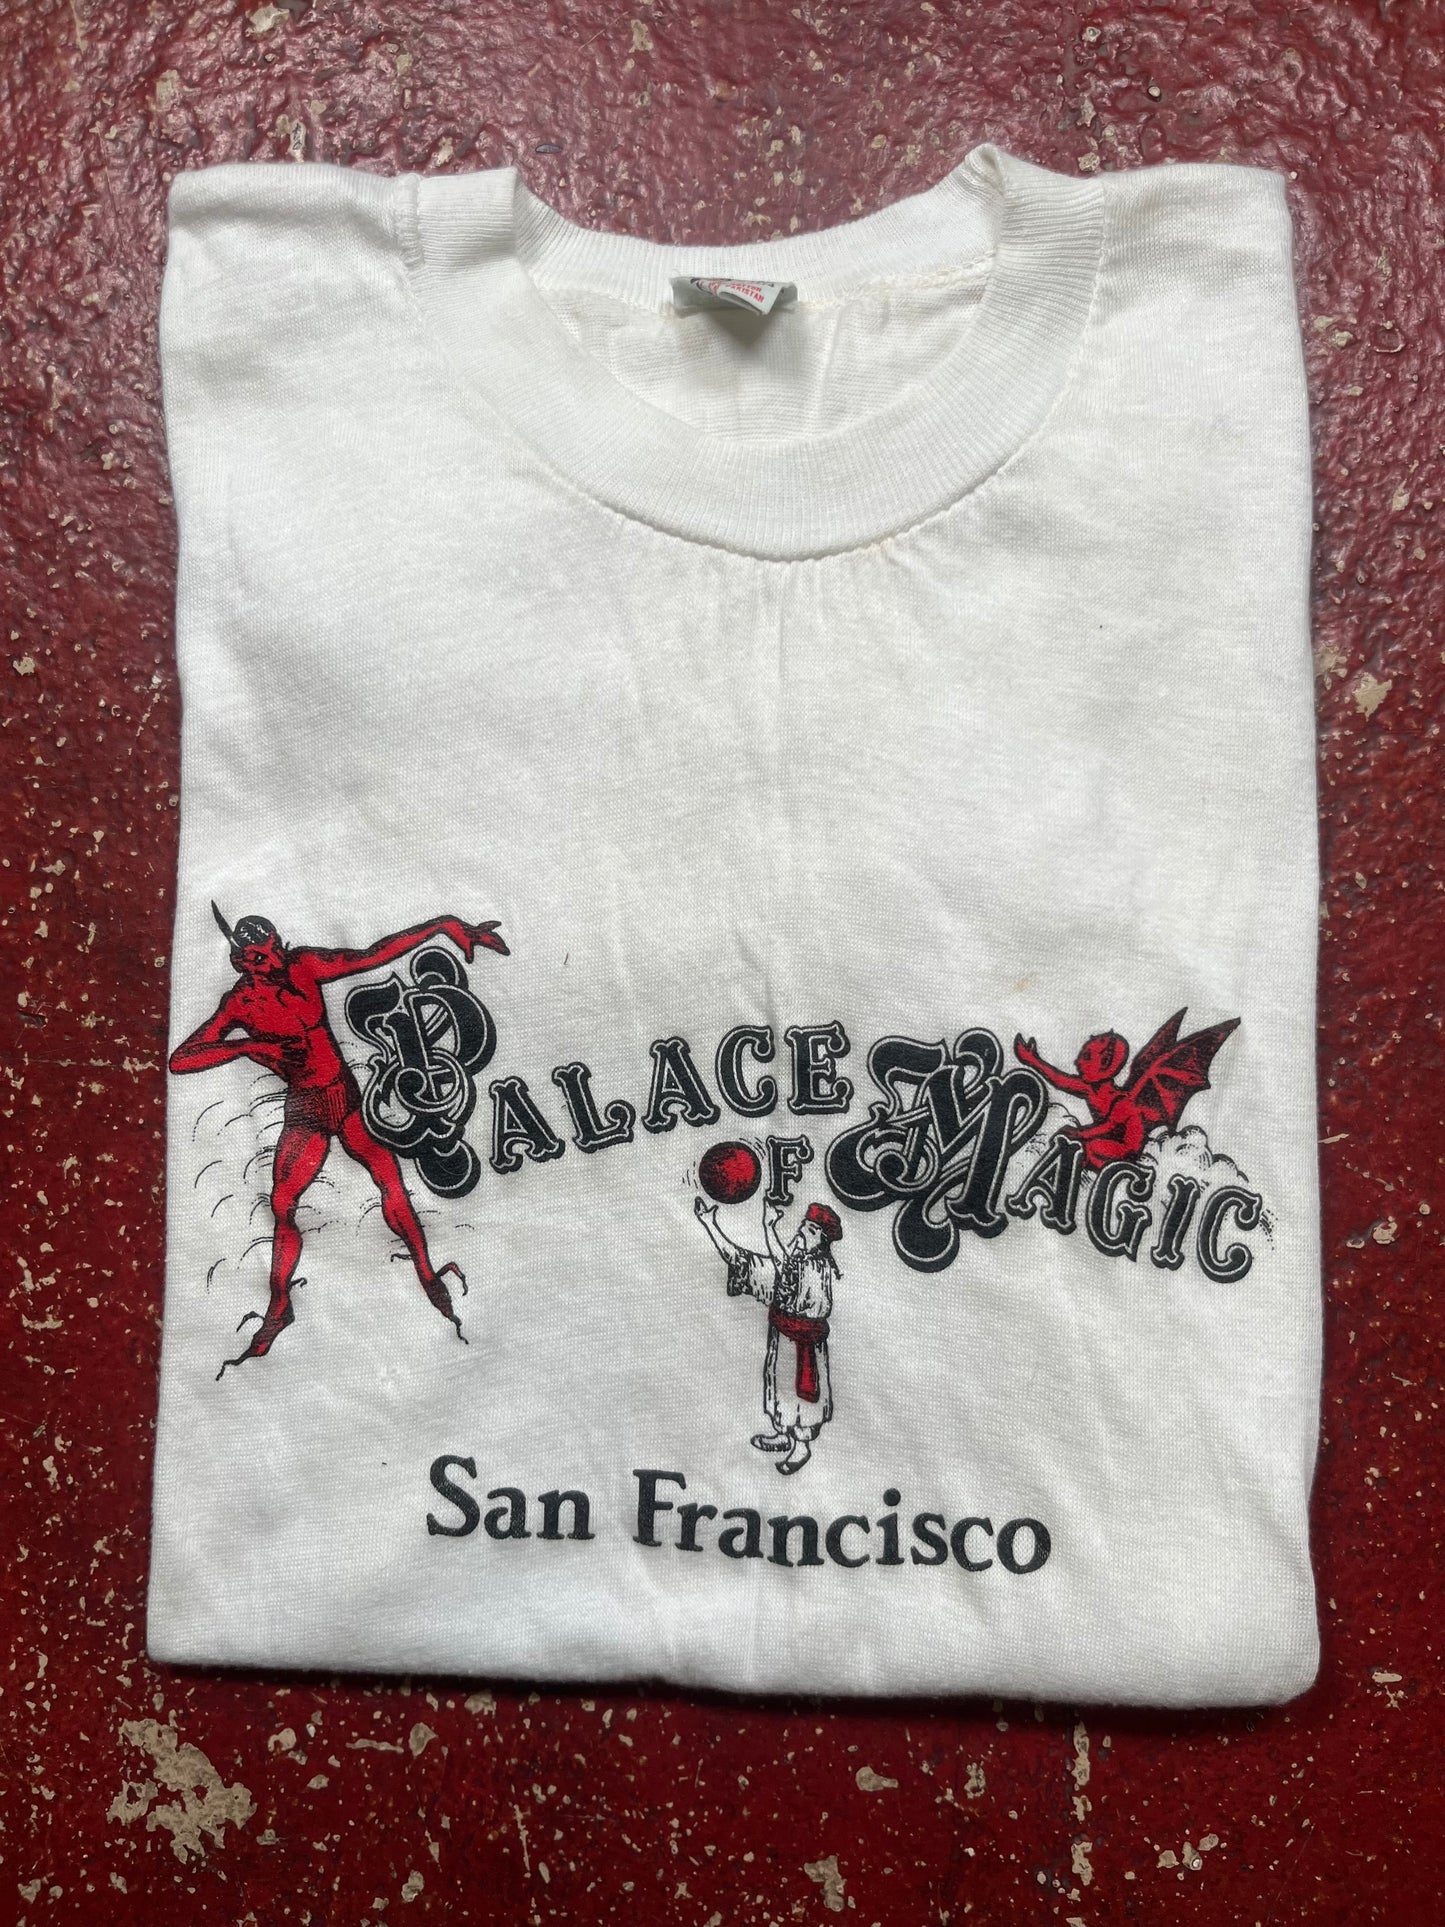 PALACE
OF
MAGIC
San Francisco